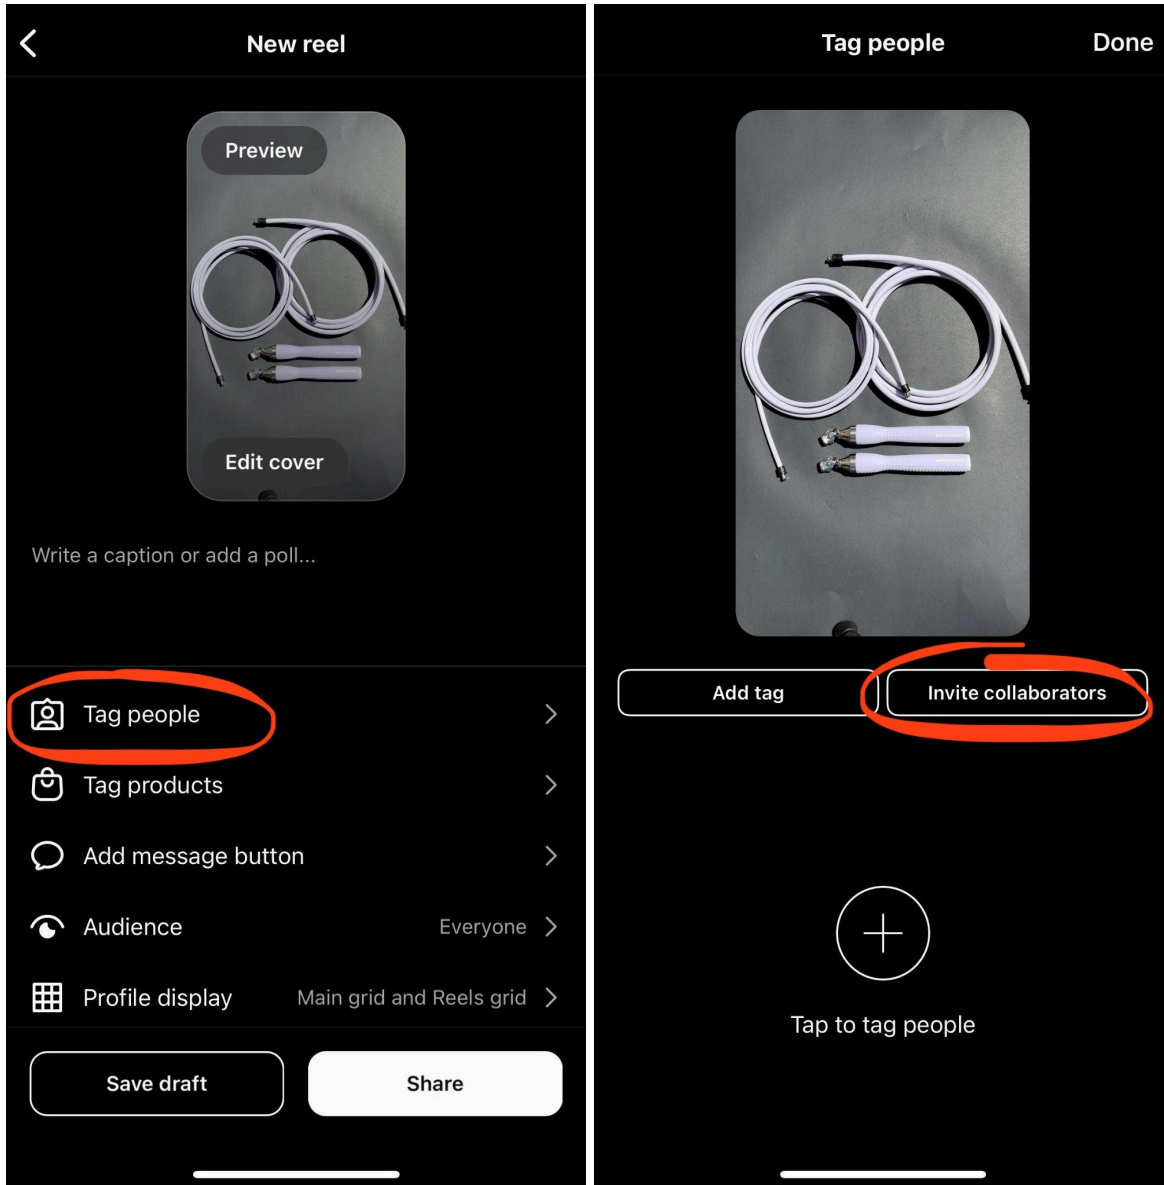 New reel
Preview
Edit cover
Write a caption or add a poll...
Tag people
Tag products
Add message button
Audience
Everyone
Profile display
Main grid and Reels grid
Save draft
Share
Tag people
Done
Add tag
Invite collaborators
Tap to tag people